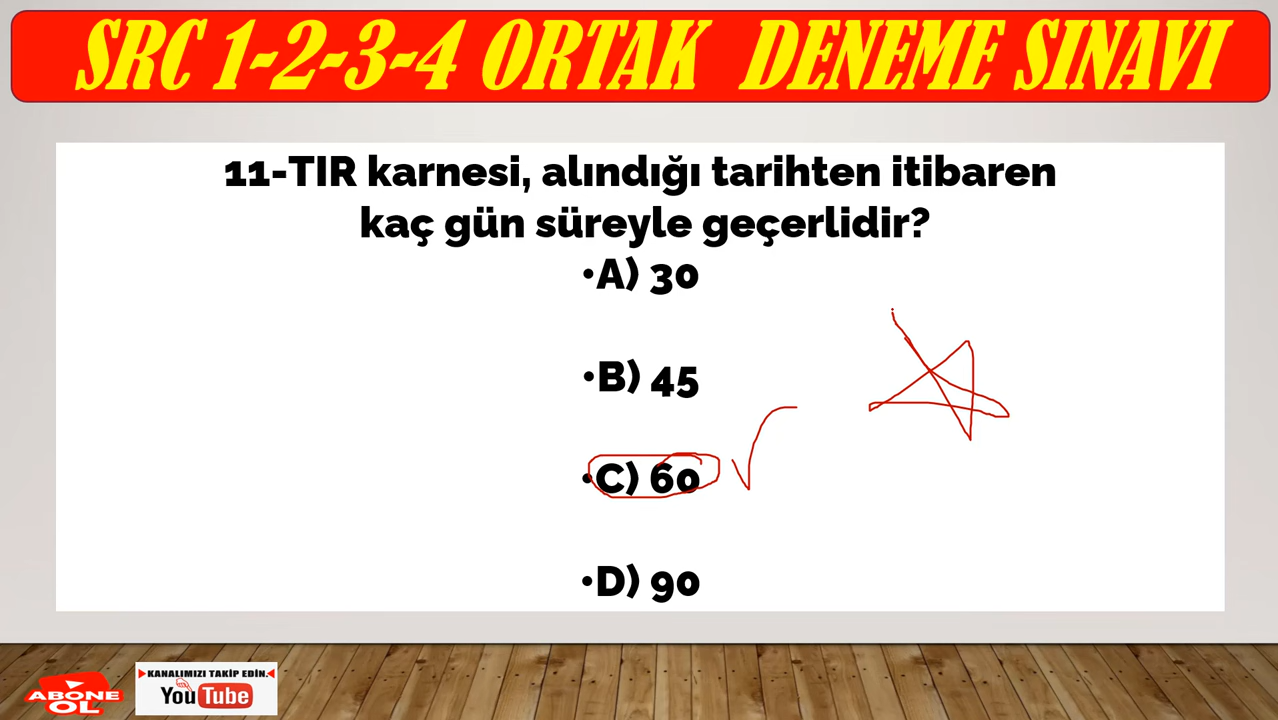 SRC 1-2-3-4 ORTAK DENEME SINAVI
11-TIR karnesi, alındığı tarihten itibaren
kaç gün süreyle geçerlidir?
•A) 30
•B) 45
•C) 60
•D) 90
ABONE
OL
KANALIMIZI TAKİP EDİN.
YouTube